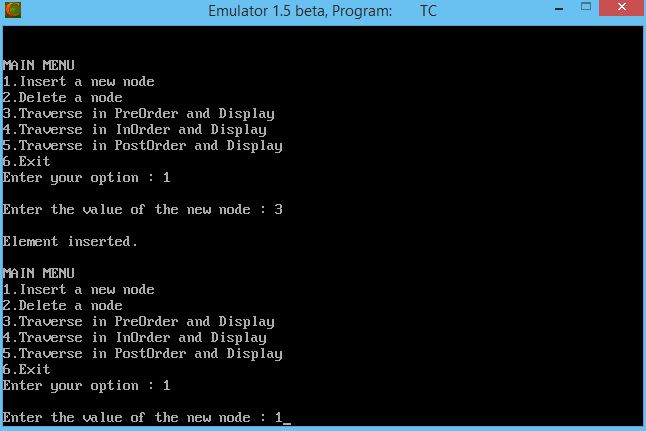 Emulator 1.5 beta, Program: TC
MAIN MENU
1.Insert a new node
2.Delete a node
3.Traverse in PreOrder and Display
4.Traverse in InOrder and Display
5.Traverse in PostOrder and Display
6.Exit
Enter your option : 1
Enter the value of the new node : 3
Element inserted.
MAIN MENU
1.Insert a new node
2.Delete a node
3.Traverse in PreOrder and Display
4.Traverse in InOrder and Display
5.Traverse in PostOrder and Display
6.Exit
Enter your option : 1
Enter the value of the new node : 1_